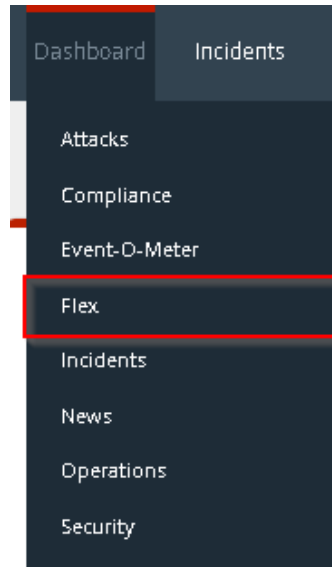 Dashboard Incidents
Attacks
Compliance
Event-O-Meter
Flex
Incidents
News
Operations
Security